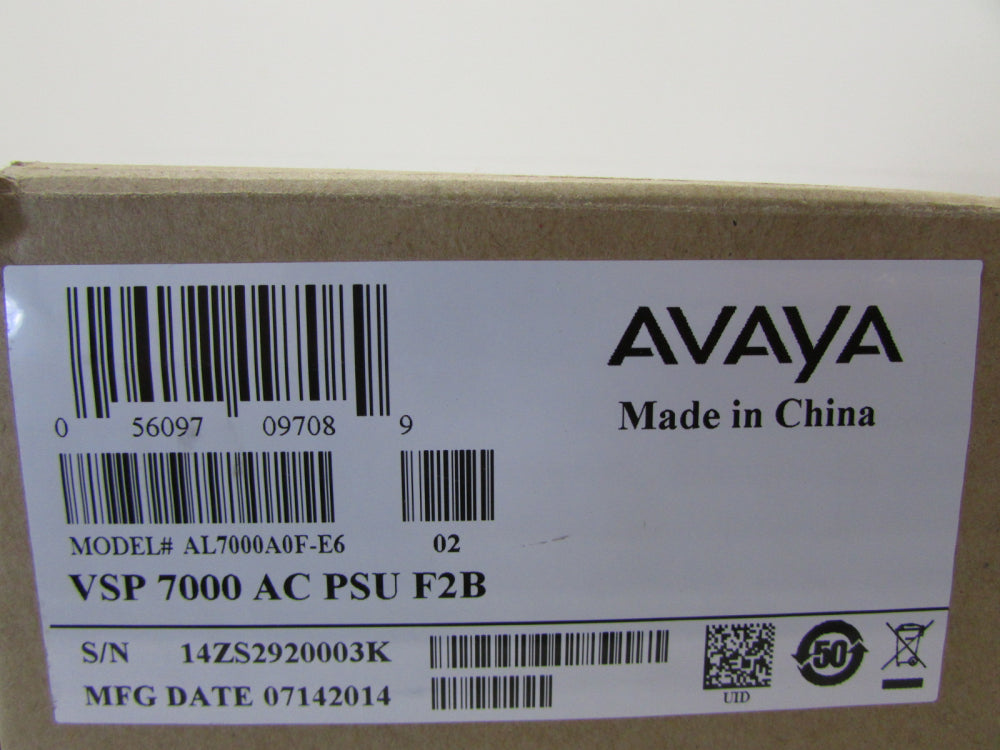 AVAYA
Made in China
0 56097 09708 9
MODEL# AL7000A0F-E6 02
VSP 7000 AC PSU F2B
S/N 14ZS2920003K
MFG DATE 07142014
UID
50